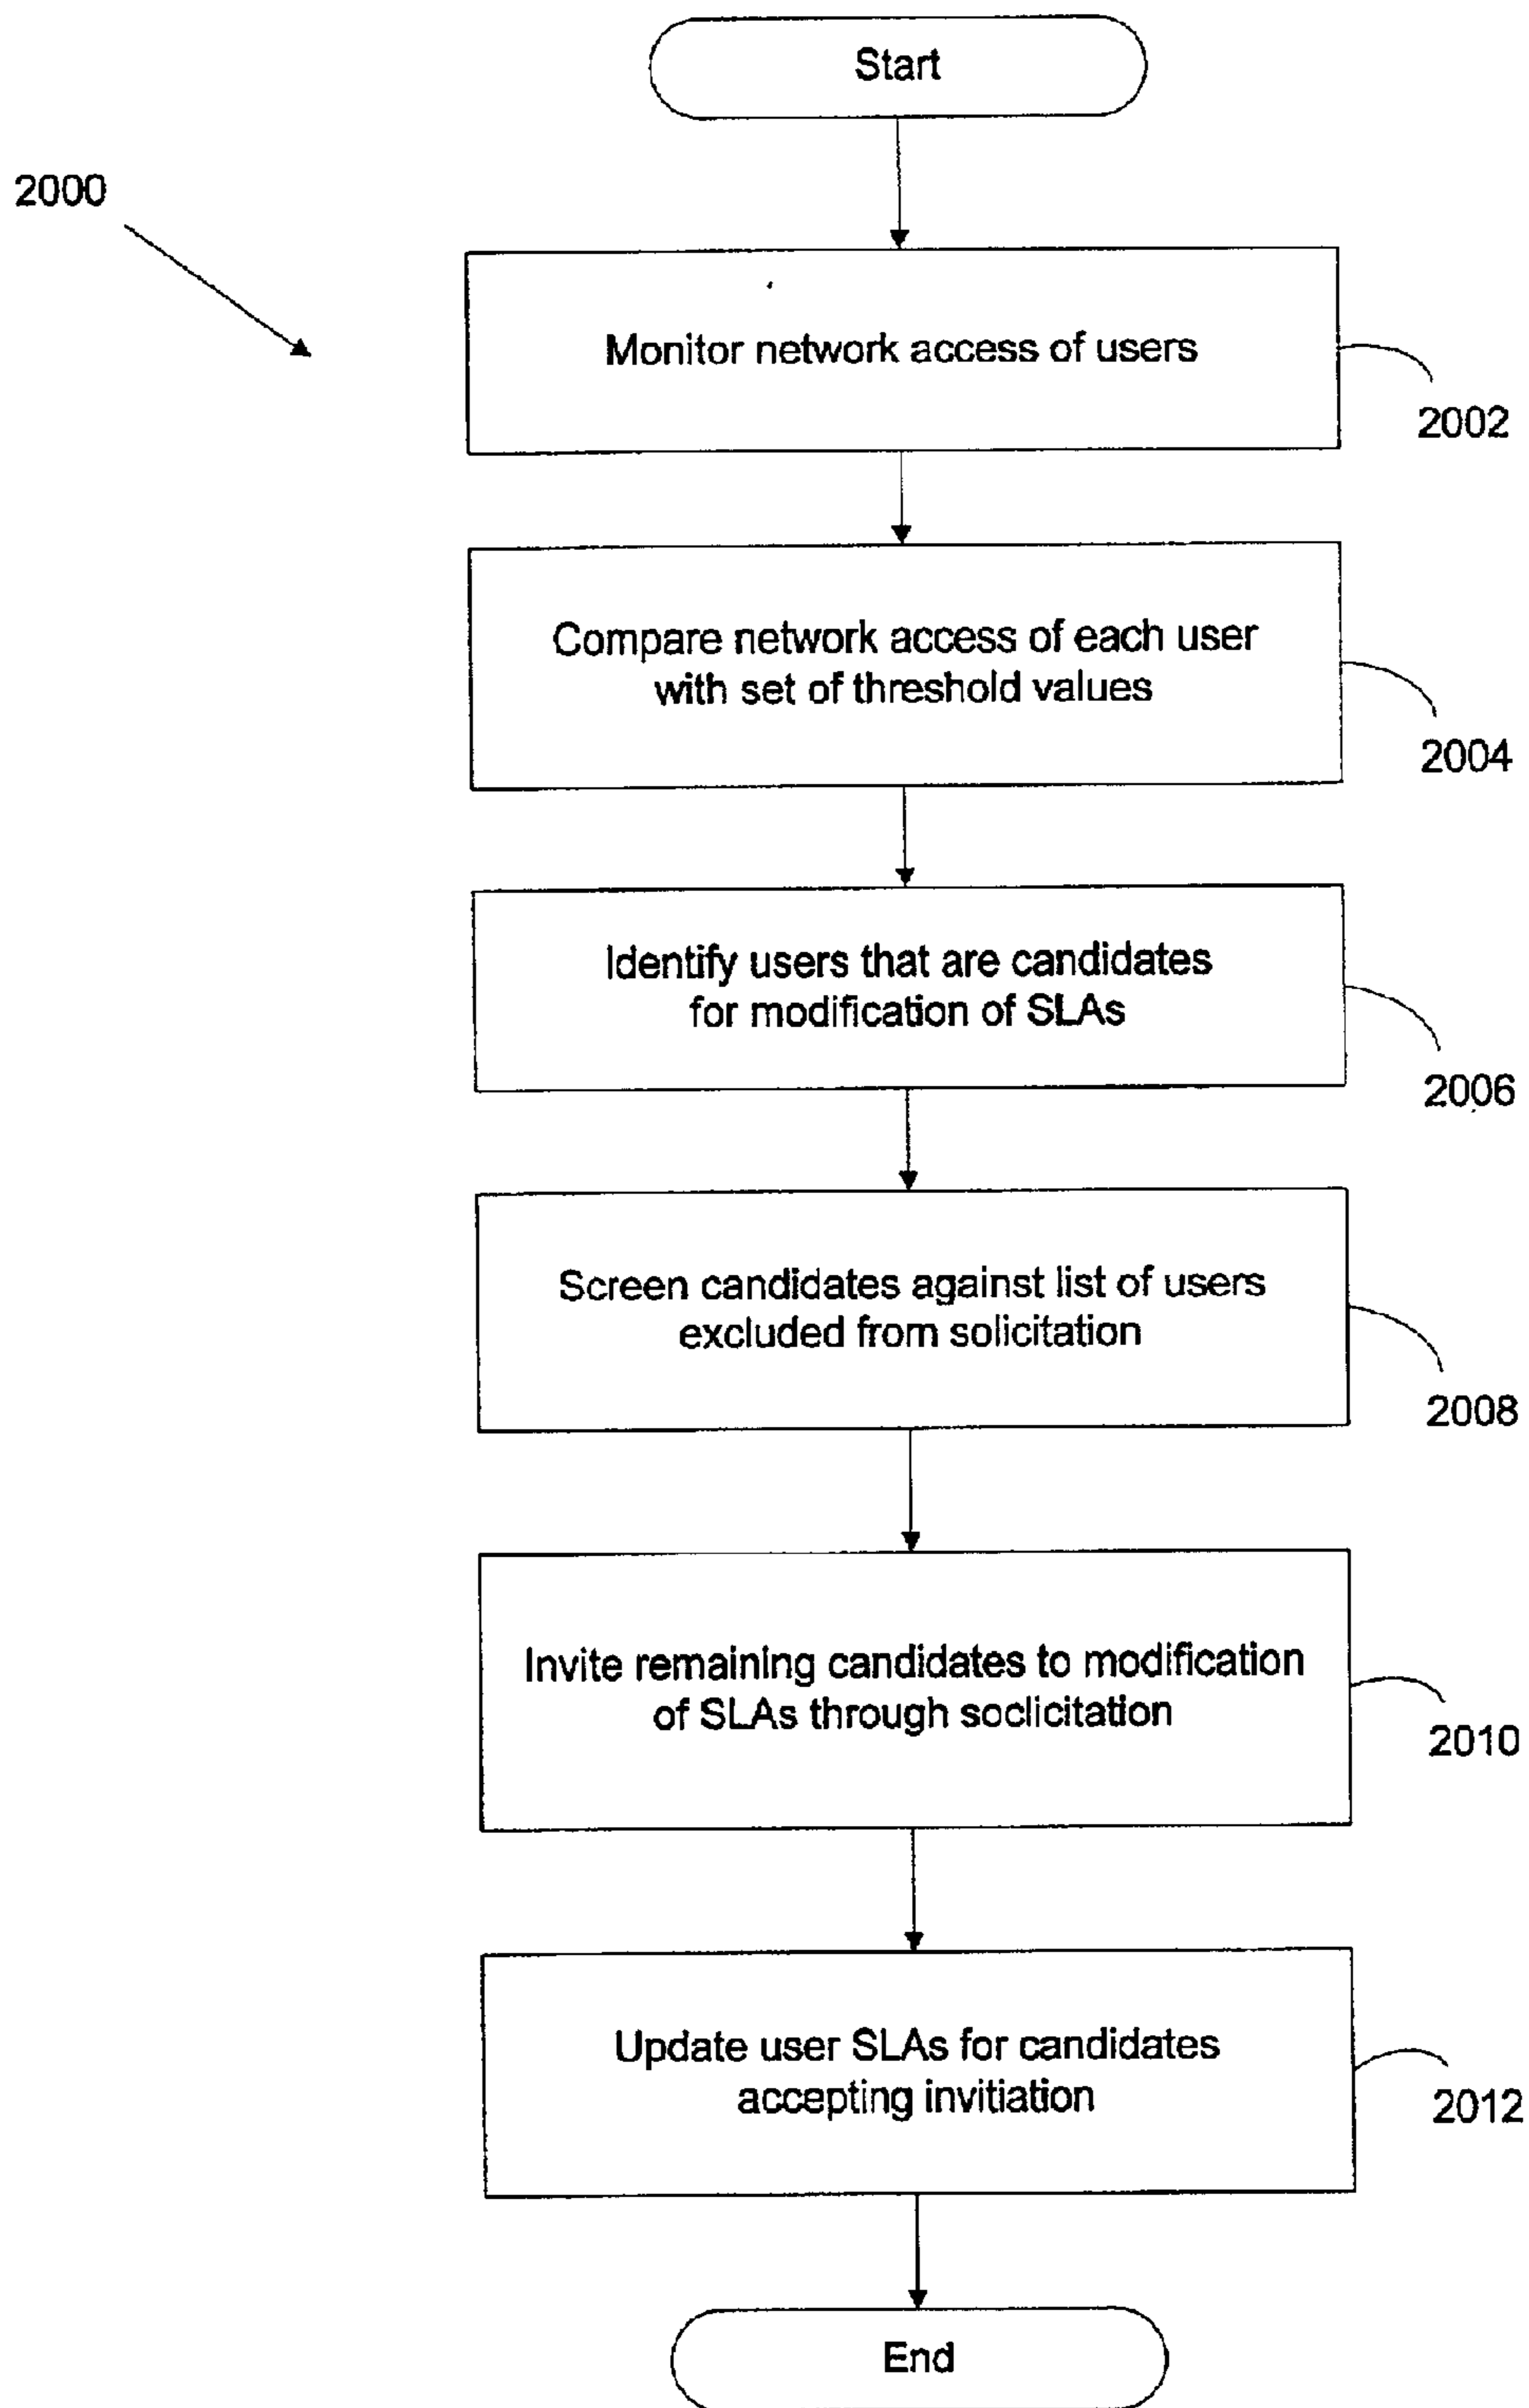 Start
2000
Monitor network access of users
2002
Compare network access of each user
with set of threshold values
2004
Identify users that are candidates
for modification of SLAs
2006
Screen candidates against list of users
excluded from solicitation
2008
Invite remaining candidates to modification
of SLAs through soclicitation
2010
Update user SLAs for candidates
accepting invitiation
2012
End